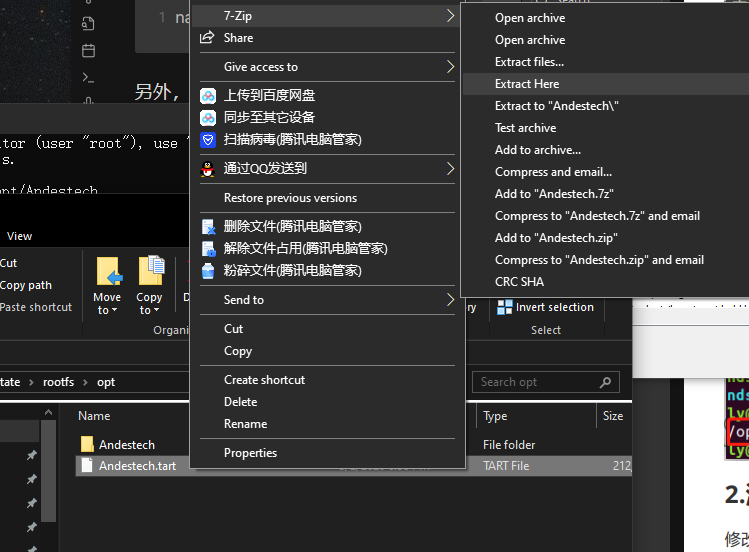 1 na
另外，
itor (user "root"), use "
s.
opt/Andestech
View
Cut
Copy path
Paste shortcut
Move to
Copy to
D
Organi
7-Zip
Share
Give access to
上传到百度网盘
同步至其它设备
扫描病毒(腾讯电脑管家)
通过QQ发送到
Restore previous versions
删除文件(腾讯电脑管家)
解除文件占用(腾讯电脑管家)
粉碎文件(腾讯电脑管家)
Send to
Cut
Copy
Create shortcut
Delete
Rename
Properties
Open archive
Open archive
Extract files...
Extract Here
Extract to "Andestech\"
Test archive
Add to archive...
Compress and email...
Add to "Andestech.7z"
Compress to "Andestech.7z" and email
Add to "Andestech.zip"
Compress to "Andestech.zip" and email
CRC SHA
ry
Invert selection
Select
tate › rootfs › opt
Search opt
Name Type Size
Andestech File folder
Andestech.tart TART File 212,
nds
ly@
/op
ly@
2.
修改